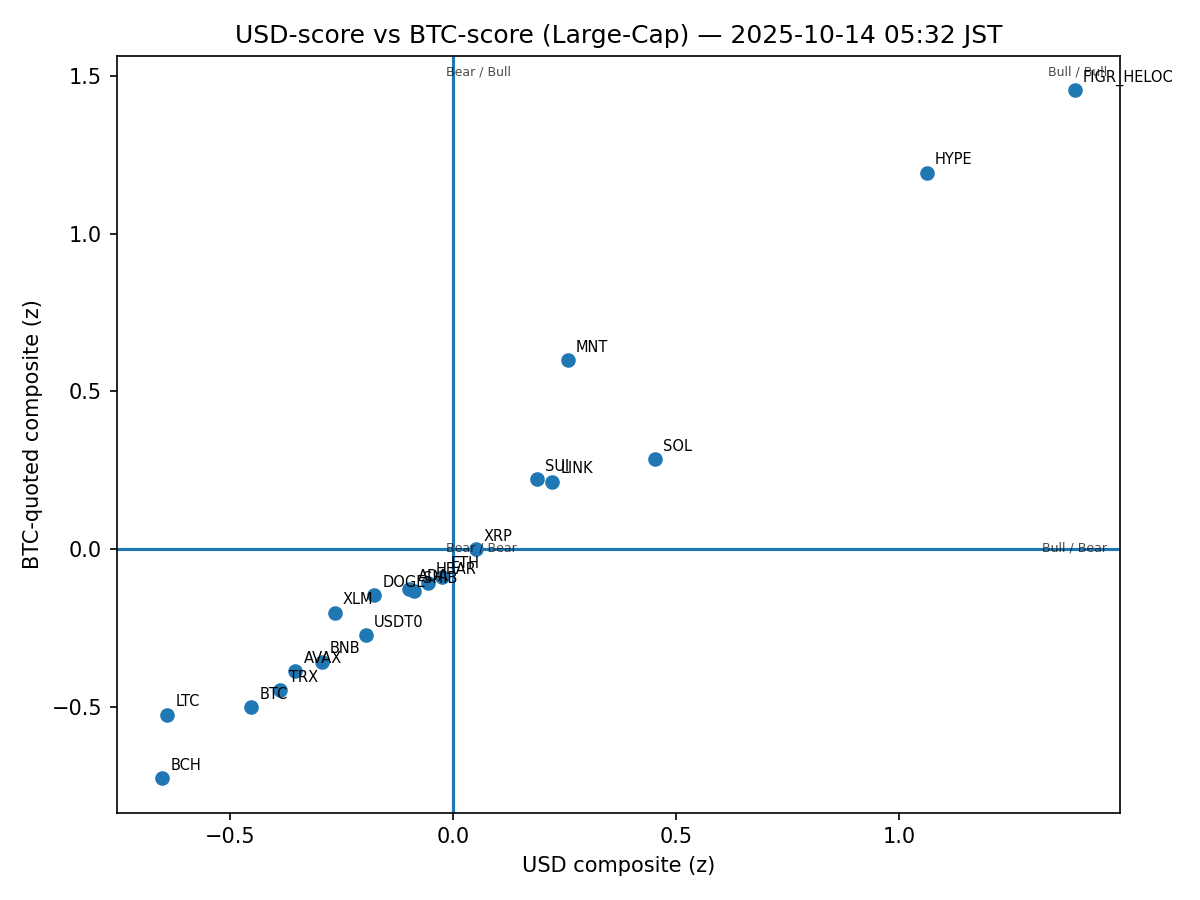 USD-score vs BTC-score (Large-Cap) — 2025-10-14 05:32 JST
Bear / Bull
Bull / Bull
FIGR_HELOC
HYPE
MNT
SOL
SUI
LINK
XRP
Bear / Bear
Bull / Bear
ETH
HBAR
ADA
SHIB
DOGE
XLM
USDT0
BNB
AVAX
TRX
BTC
LTC
BCH
1.5
1.0
0.5
0.0
−0.5
−0.5
0.0
0.5
1.0
BTC-quoted composite (z)
USD composite (z)